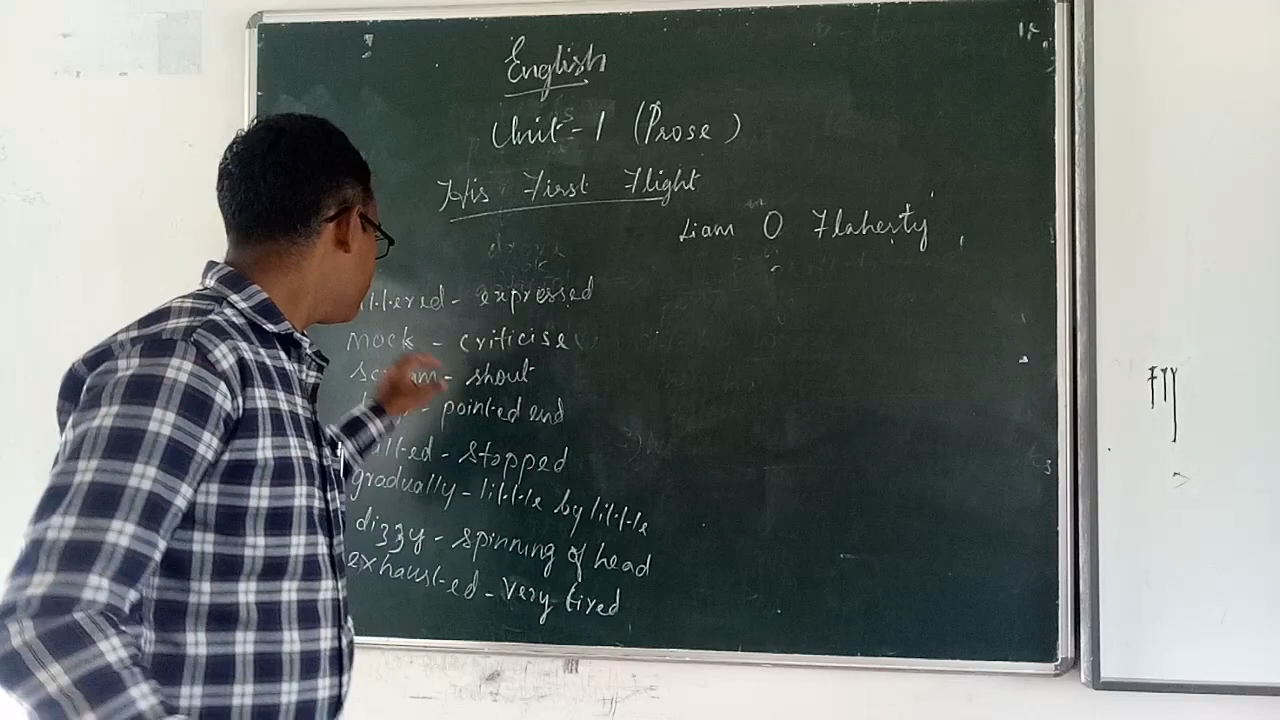 English
Unit-1 (Prose)
His First Flight
Liam O Flaherty
uttered - expressed
mock - criticise
scream - shout
- pointed end
halted - stopped
gradually - little by little
dizzy - spinning of head
exhausted - very tired